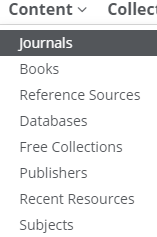 Content
Journals
Books
Reference Sources
Databases
Free Collections
Publishers
Recent Resources
Subjects